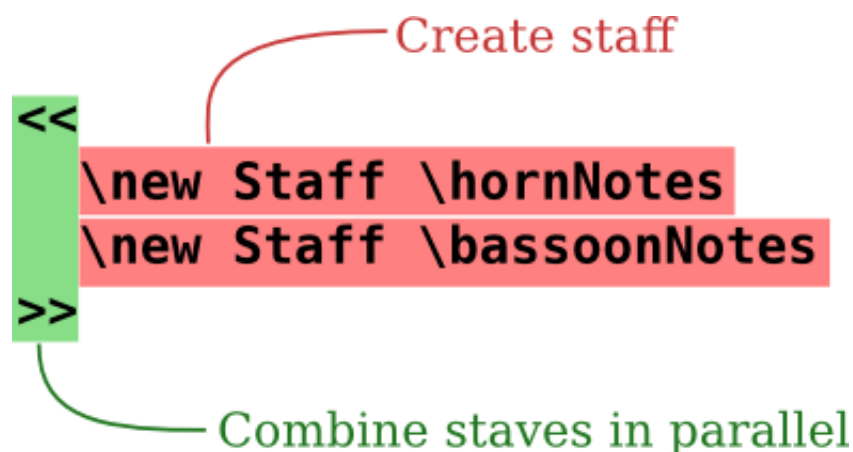 Create staff
<<
\new Staff \hornNotes
\new Staff \bassoonNotes
>>
Combine staves in parallel